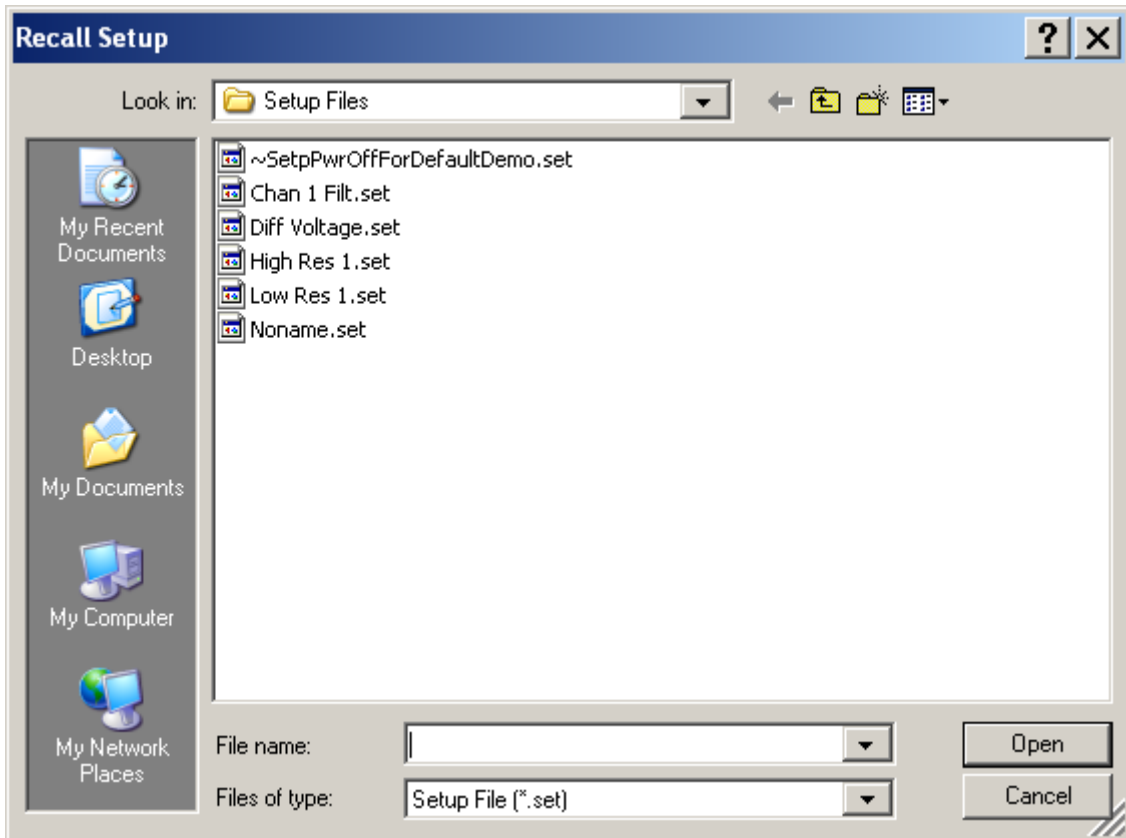 Recall Setup
Look in: Setup Files
~SetpPwrOffForDefaultDemo.set
Chan 1 Filt.set
Diff Voltage.set
High Res 1.set
Low Res 1.set
Noname.set
My Recent
Documents
Desktop
My Documents
My Computer
My Network
Places
File name:
Open
Files of type: Setup File (*.set)
Cancel